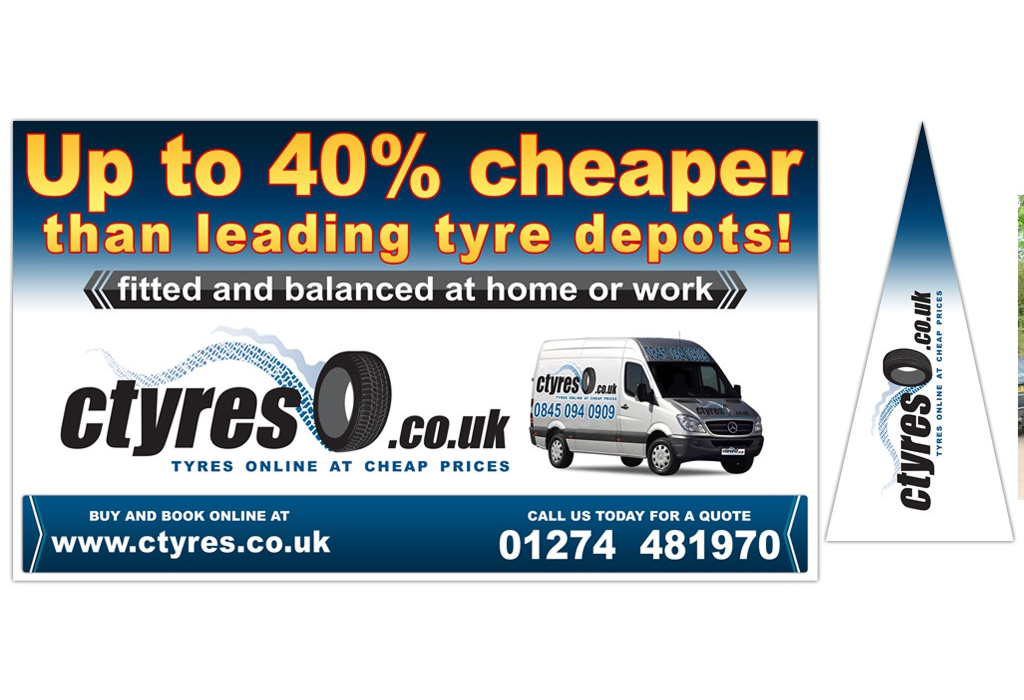 Up to 40% cheaper
than leading tyre depots!
fitted and balanced at home or work
ctyres.co.uk
TYRES ONLINE AT CHEAP PRICES
ctyres.co.uk
TYRES ONLINE AT CHEAP PRICES
0845 094 0909
BUY AND BOOK ONLINE AT
www.ctyres.co.uk
CALL US TODAY FOR A QUOTE
01274 481970
ctyres.co.uk
TYRES ONLINE AT CHEAP PRICES